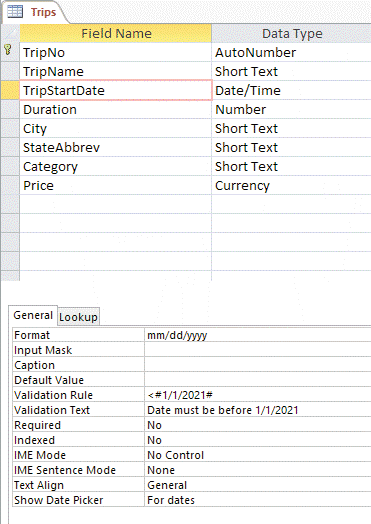 Trips
Field Name Data Type
TripNo AutoNumber
TripName Short Text
TripStartDate Date/Time
Duration Number
City Short Text
StateAbbrev Short Text
Category Short Text
Price Currency
General Lookup
Format mm/dd/yyyy
Input Mask
Caption
Default Value
Validation Rule <#1/1/2021#
Validation Text Date must be before 1/1/2021
Required No
Indexed No
IME Mode No Control
IME Sentence Mode None
Text Align General
Show Date Picker For dates